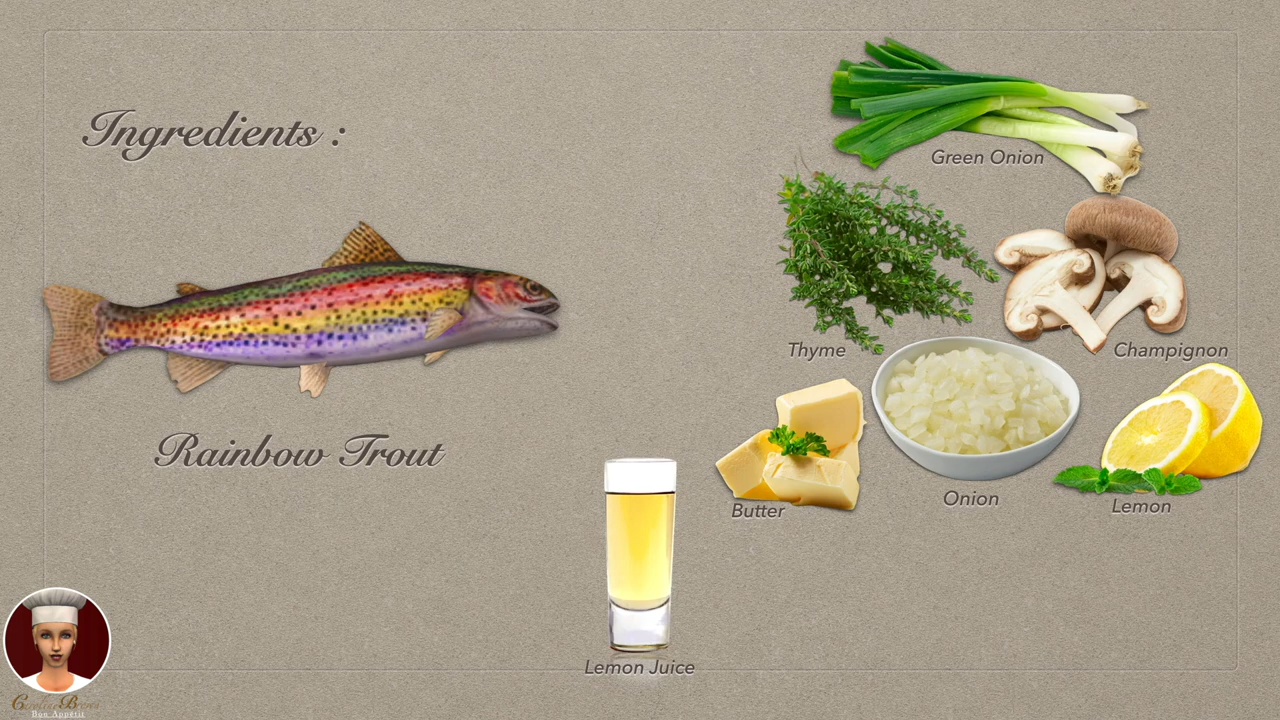 Ingredients :
Green Onion
Thyme
Champignon
Rainbow Trout
Butter
Onion
Lemon
Lemon Juice
Bon Appétit